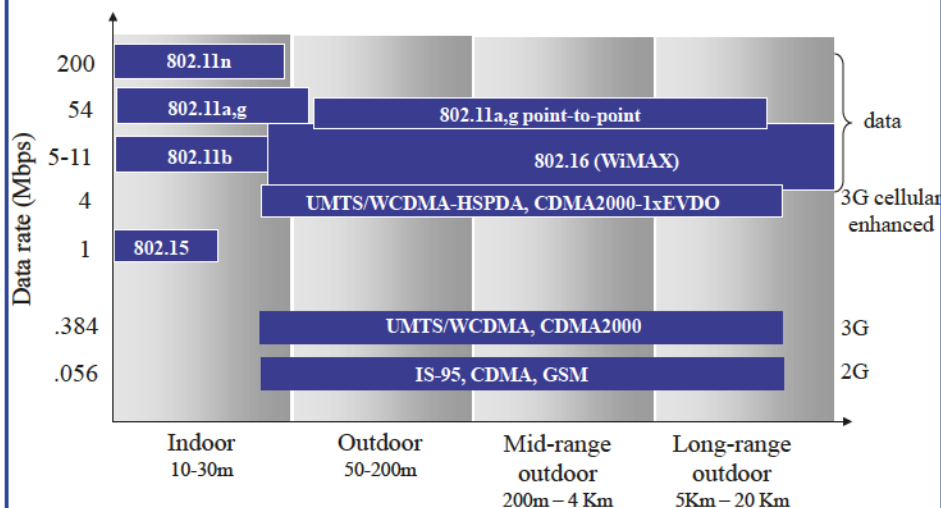 Data rate (Mbps)
200
802.11n
54
802.11a,g
802.11a,g point-to-point
data
5-11
802.11b
802.16 (WiMAX)
4
UMTS/WCDMA-HSPDA, CDMA2000-1xEVDO
3G cellular
enhanced
1
802.15
.384
UMTS/WCDMA, CDMA2000
3G
.056
IS-95, CDMA, GSM
2G
Indoor
10-30m
Outdoor
50-200m
Mid-range
outdoor
200m – 4 Km
Long-range
outdoor
5Km – 20 Km